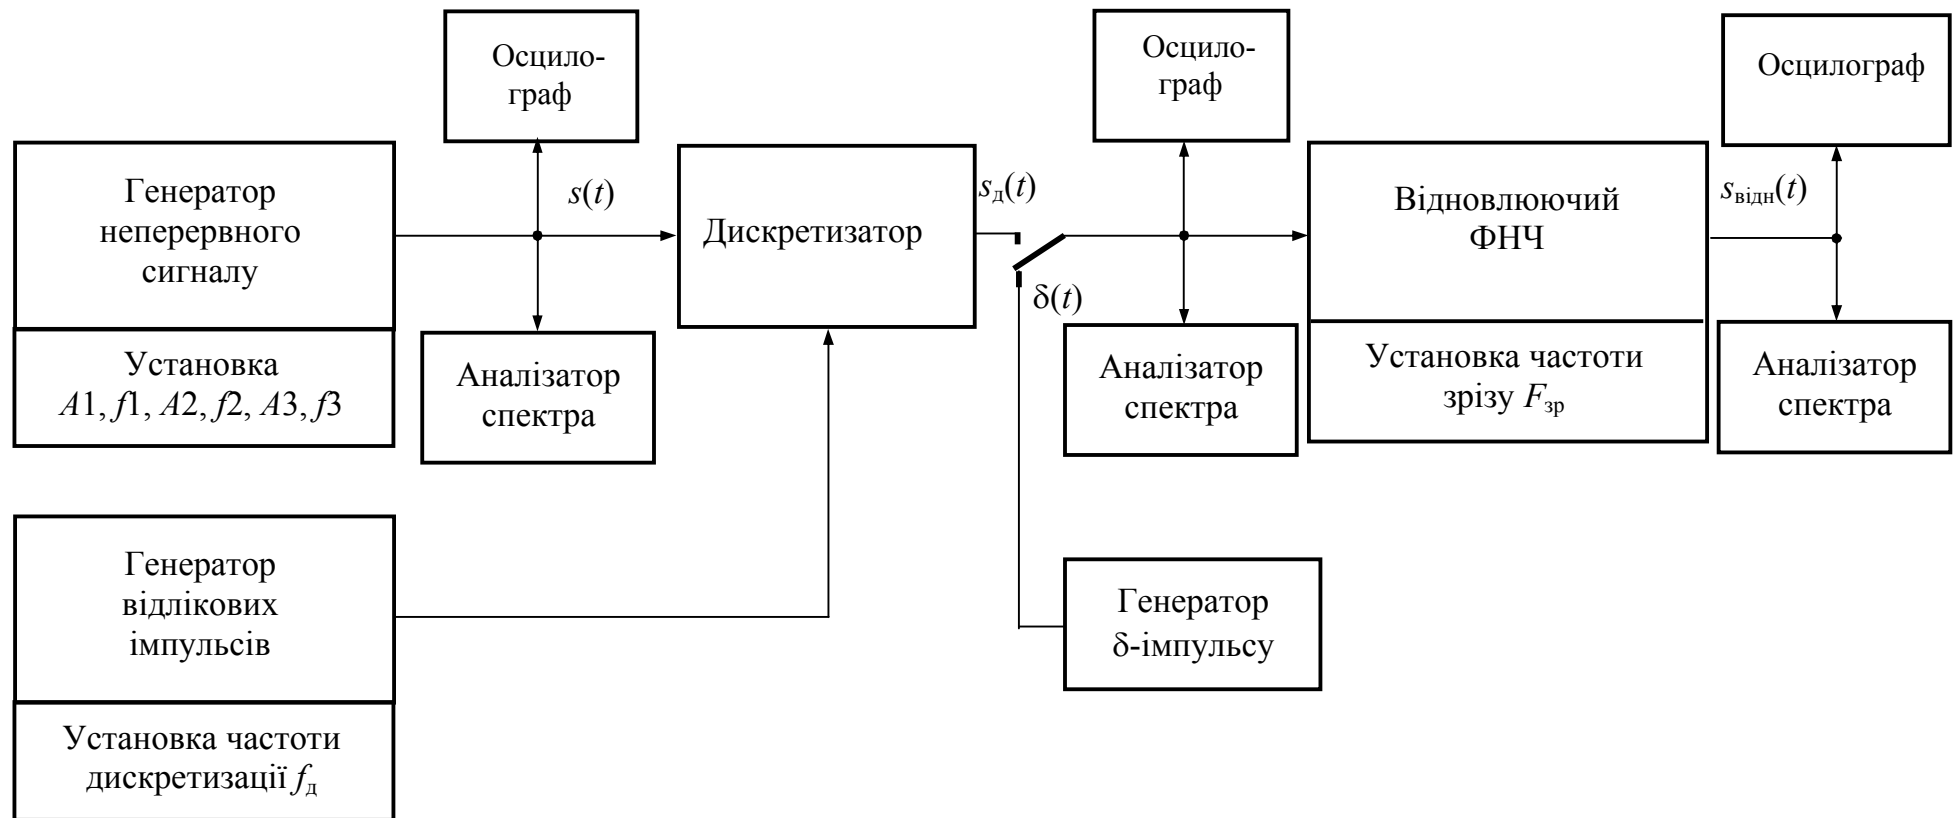 Осцило-
граф
Осцило-
граф
Осцилограф
Генератор
неперервного
сигналу
s(t)
Дискретизатор
sд(t)
Відновлюючий
ФНЧ
sвідн(t)
δ(t)
Установка
A1, f1, A2, f2, A3, f3
Аналізатор
спектра
Аналізатор
спектра
Установка частоти
зрізу Fзр
Аналізатор
спектра
Генератор
відлікових
імпульсів
Генератор
δ-імпульсу
Установка частоти
дискретизації fд